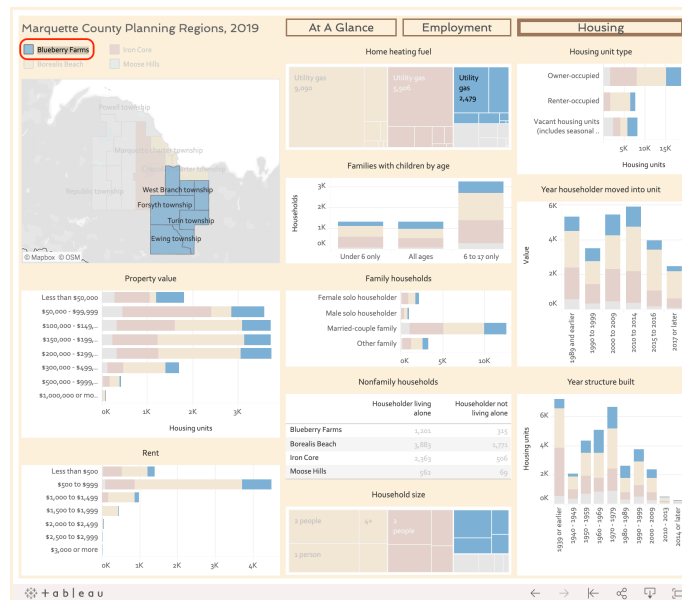 Marquette County Planning Regions, 2019
At A Glance
Employment
Housing
Blueberry Farms
Iron Core
Borealis Beach
Moose Hills
Powell township
Republic township
West Branch township
Forsyth township
Turin township
Ewing township
© Mapbox © OSM
Home heating fuel
Utility gas
9,090
Utility gas
5,906
Utility
gas
2,479
Families with children by age
Households
3K
2K
1K
0K
Under 6 only
All ages
6 to 17 only
Family households
Female solo householder
Male solo householder
Married-couple family
Other family
0K
5K
10K
Nonfamily households
Householder living
alone
Householder not
living alone
Blueberry Farms
1,201
315
Borealis Beach
3,883
1,772
Iron Core
2,363
506
Moose Hills
562
69
Household size
2 people
4+
2
people
1 person
Property value
Less than $50,000
$50,000 - $99,999
$100,000 - $149,...
$150,000 - $199,...
$200,000 - $299,...
$300,000 - $499,...
$500,000 - $999,...
$1,000,000 or mo...
0K
1K
2K
3K
Housing units
Rent
Less than $500
$500 to $999
$1,000 to $1,499
$1,500 to $1,999
$2,000 to $2,499
$2,500 to $2,999
$3,000 or more
0K
1K
2K
3K
4K
Housing unit type
Owner-occupied
Renter-occupied
Vacant housing units
(includes seasonal ..
5K
10K
15K
Housing units
Year householder moved into unit
Value
6K
4K
2K
0K
1989 and earlier
1990 to 1999
2000 to 2009
2010 to 2014
2015 to 2016
2017 or later
Year structure built
Housing units
6K
4K
2K
0K
1939 or earlier
1940 - 1949
1950 - 1959
1960 - 1969
1970 - 1979
1980 - 1989
1990 - 1999
2000 - 2009
2010 - 2013
2014 or later
+ a b | e a u